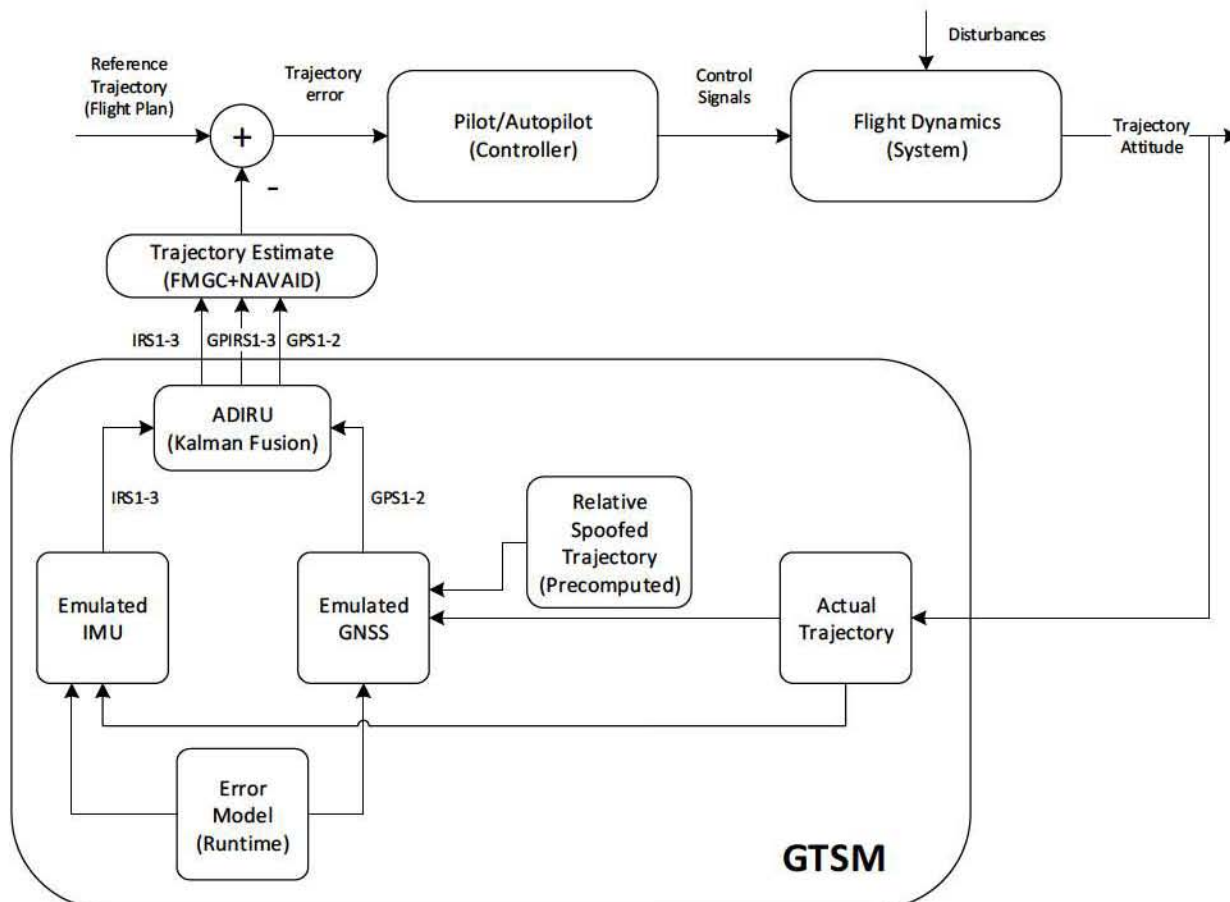 Disturbances
Reference
Trajectory
(Flight Plan)
+
-
Trajectory
error
Pilot/Autopilot
(Controller)
Control
Signals
Flight Dynamics
(System)
Trajectory
Attitude
Trajectory Estimate
(FMGC+NAVAID)
IRS1-3
GPIRS1-3
GPS1-2
ADIRU
(Kalman Fusion)
IRS1-3
GPS1-2
Relative
Spoofed
Trajectory
(Precomputed)
Emulated
IMU
Emulated
GNSS
Actual
Trajectory
Error
Model
(Runtime)
GTSM